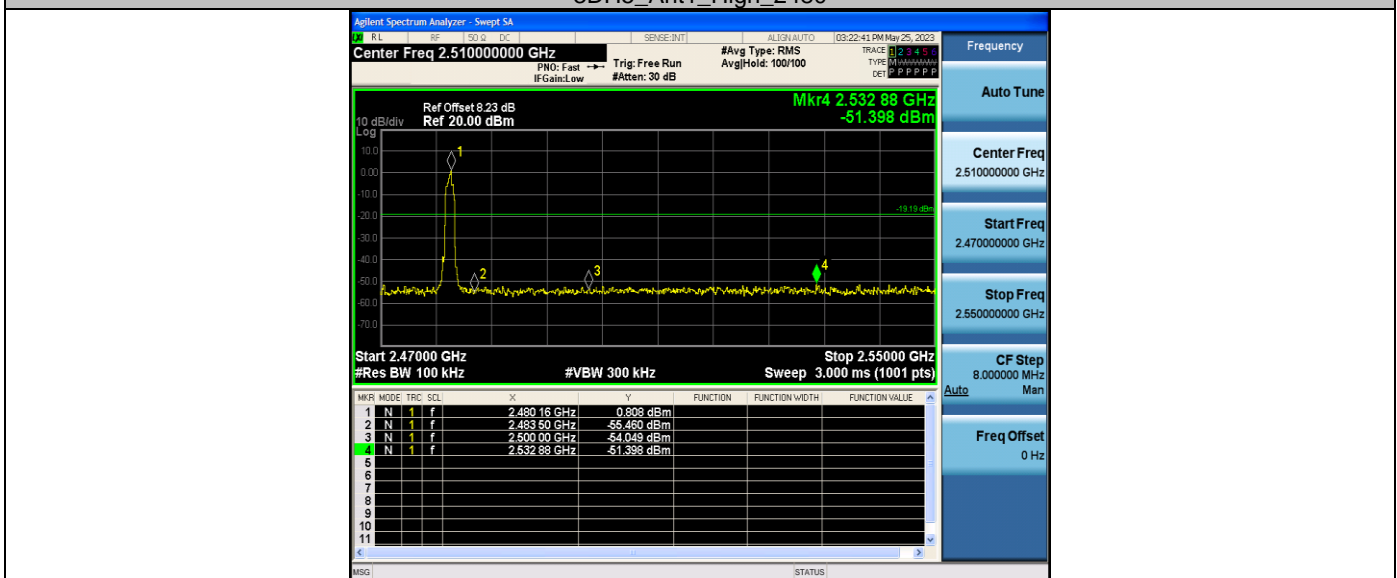 Agilent Spectrum Analyzer - Swept SA
RL RF 50 Ω DC SENSE:INT ALIGN AUTO 03:22:41 PM May 25, 2023
Center Freq 2.510000000 GHz
PNO: Fast
IFGain:Low
Trig: Free Run
#Atten: 30 dB
#Avg Type: RMS
Avg|Hold: 100/100
TRACE 1 2 3 4 5 6
TYPE M
DET P P P P P P
Frequency
Ref Offset 8.23 dB
10 dB/div Ref 20.00 dBm
Log
Mkr4 2.532 88 GHz
-51.398 dBm
10.0
0.00
-10.0
-20.0
-30.0
-40.0
-50.0
-60.0
-70.0
1
2
3
4
-19.19 dBm
Start 2.47000 GHz Stop 2.55000 GHz
#Res BW 100 kHz #VBW 300 kHz Sweep 3.000 ms (1001 pts)
MKR MODE TRC SCL X Y FUNCTION FUNCTION WIDTH FUNCTION VALUE
1 N 1 f 2.480 16 GHz 0.808 dBm
2 N 1 f 2.483 50 GHz -55.460 dBm
3 N 1 f 2.500 00 GHz -54.049 dBm
4 N 1 f 2.532 88 GHz -51.398 dBm
5
6
7
8
9
10
11
Auto Tune
Center Freq
2.510000000 GHz
Start Freq
2.470000000 GHz
Stop Freq
2.550000000 GHz
CF Step
8.000000 MHz
Auto Man
Freq Offset
0 Hz
MSG STATUS